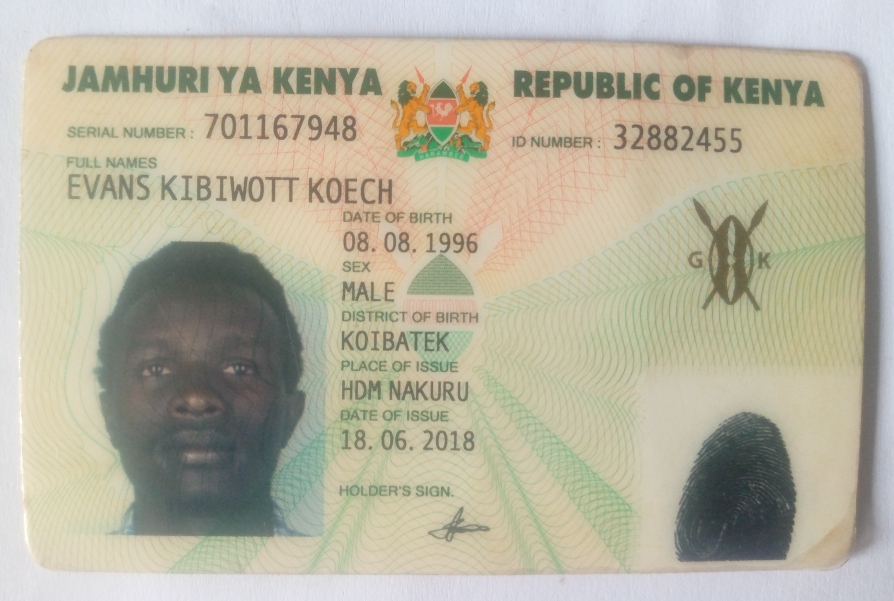 JAMHURI YA KENYA
REPUBLIC OF KENYA
SERIAL NUMBER: 701167948
ID NUMBER: 32882455
FULL NAMES
EVANS KIBIWOTT KOECH
DATE OF BIRTH
08.08.1996
SEX
MALE
DISTRICT OF BIRTH
KOIBATEK
PLACE OF ISSUE
HDM NAKURU
DATE OF ISSUE
18.06.2018
HOLDER'S SIGN.
G K
HARAMBEE